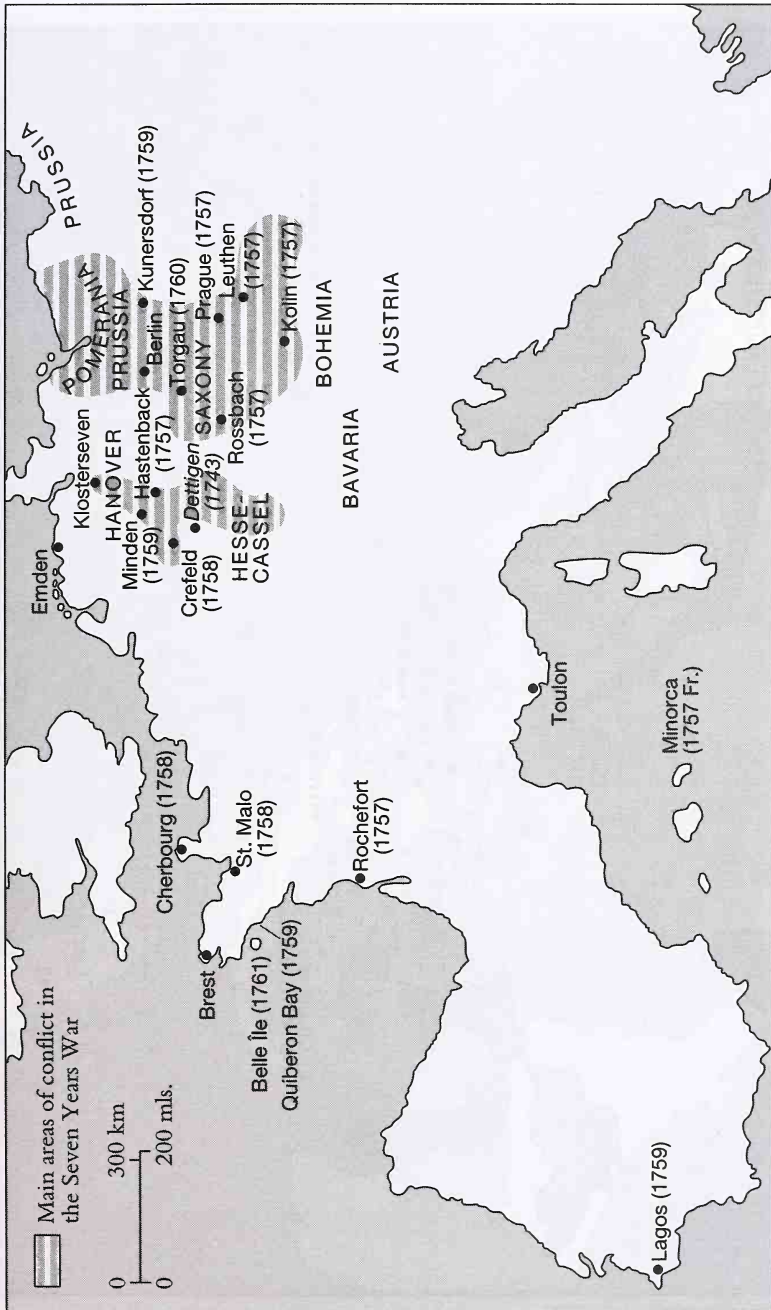 Main areas of conflict in
the Seven Years War
0 300 km
0 200 mls.
PRUSSIA
POMERANIA
PRUSSIA
Kunersdorf (1759)
Berlin
Torgau (1760)
Prague (1757)
Leuthen
(1757)
SAXONY
Kolin (1757)
Rossbach
(1757)
BOHEMIA
AUSTRIA
BAVARIA
Emden
Klosterseven
HANOVER
Hastenback
(1757)
Minden
(1759)
Dettigen
(1743)
Crefeld
(1758)
HESSE-
CASSEL
Cherbourg (1758)
St. Malo
(1758)
Brest
Belle Île (1761)
Quiberon Bay (1759)
Rochefort
(1757)
Toulon
Minorca
(1757 Fr.)
Lagos (1759)